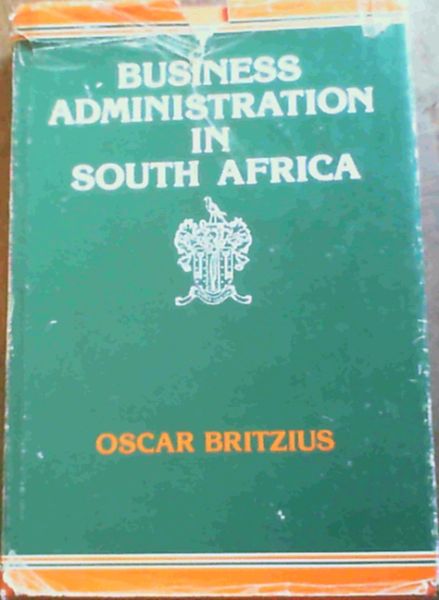 BUSINESS
ADMINISTRATION
IN
SOUTH AFRICA
OSCAR BRITZIUS